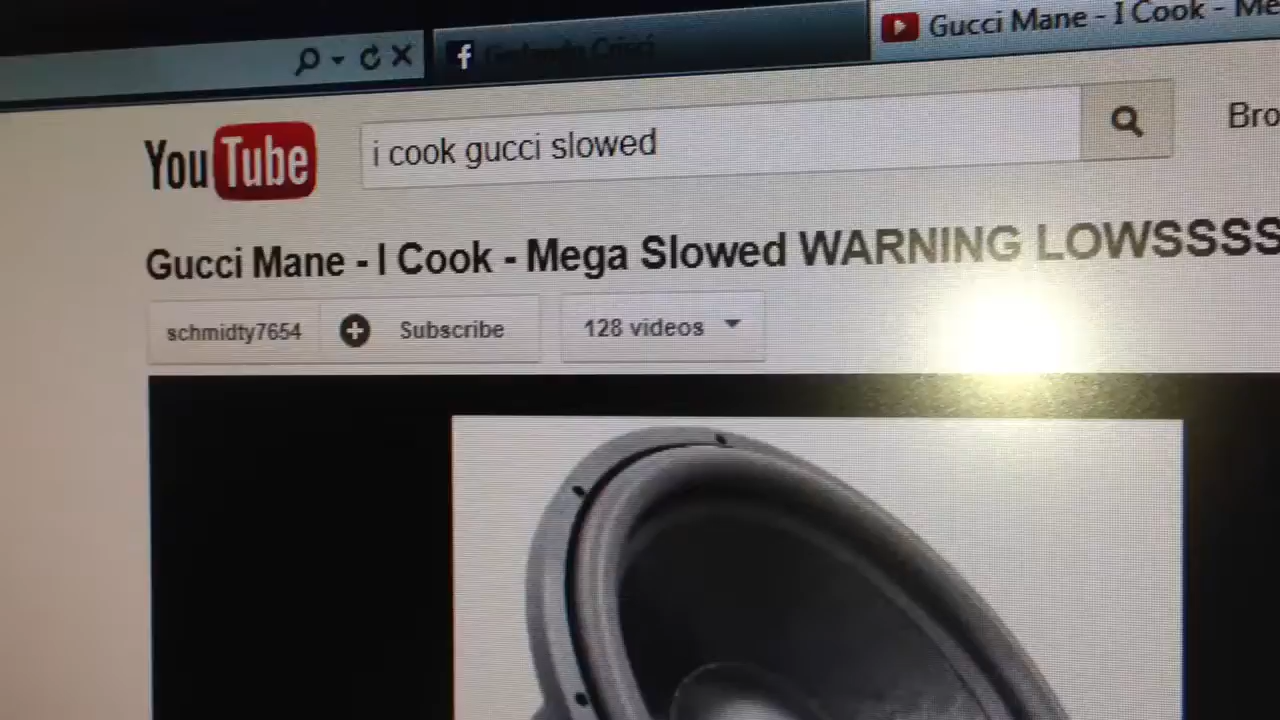 Gucci Mane - I Cook - Me
YouTube
i cook gucci slowed
Bro
Gucci Mane - I Cook - Mega Slowed WARNING LOWSSSS
schmidty7654
Subscribe
128 videos